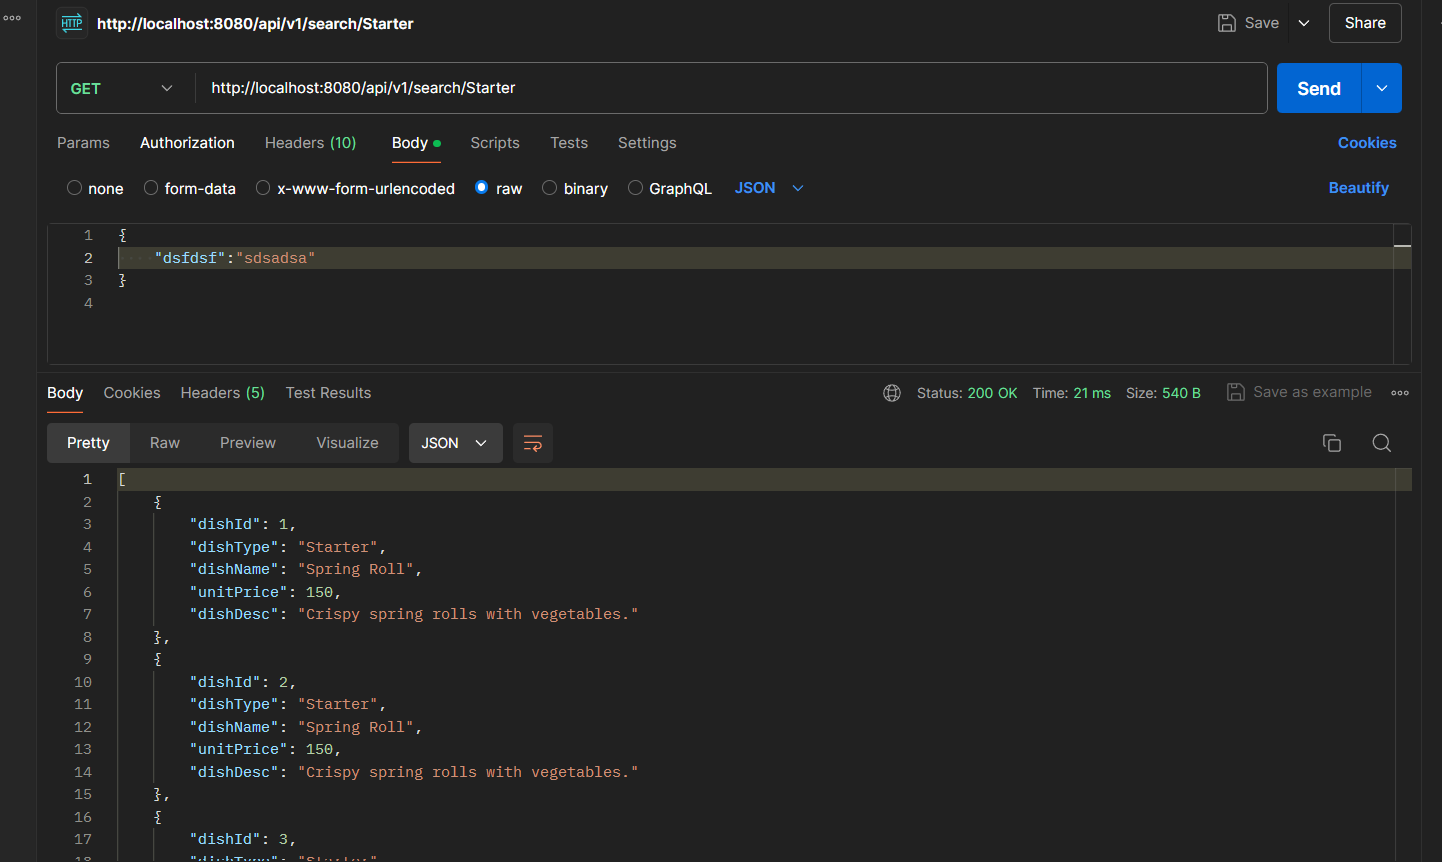 HTTP http://localhost:8080/api/v1/search/Starter Save Share
GET http://localhost:8080/api/v1/search/Starter Send
Params Authorization Headers (10) Body Scripts Tests Settings Cookies
none form-data x-www-form-urlencoded raw binary GraphQL JSON Beautify
1 {
2 "dsfdsf":"sdsadsa"
3 }
4
Body Cookies Headers (5) Test Results Status: 200 OK Time: 21 ms Size: 540 B Save as example
Pretty Raw Preview Visualize JSON
1 [
2 {
3 "dishId": 1,
4 "dishType": "Starter",
5 "dishName": "Spring Roll",
6 "unitPrice": 150,
7 "dishDesc": "Crispy spring rolls with vegetables."
8 },
9 {
10 "dishId": 2,
11 "dishType": "Starter",
12 "dishName": "Spring Roll",
13 "unitPrice": 150,
14 "dishDesc": "Crispy spring rolls with vegetables."
15 },
16 {
17 "dishId": 3,